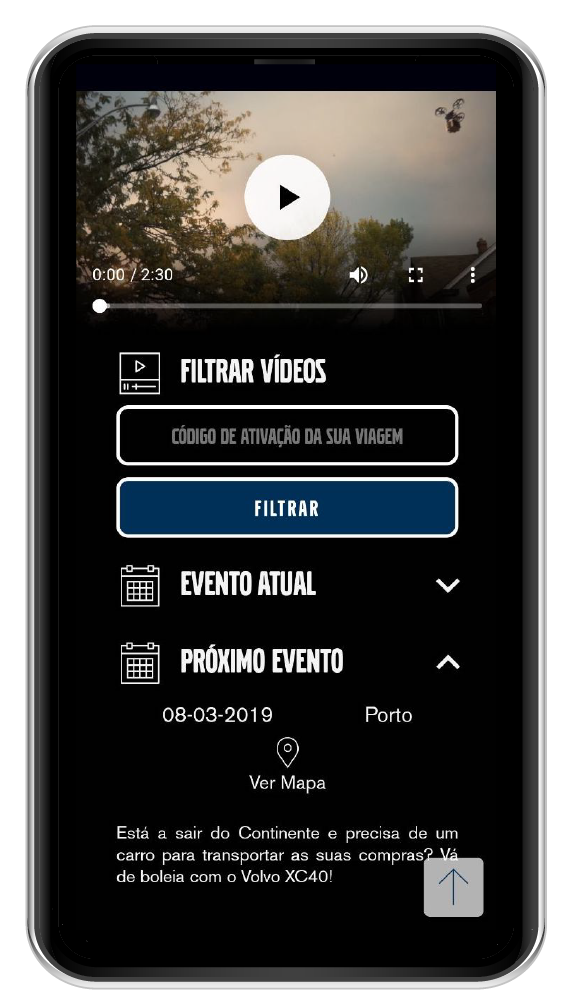 0:00 / 2:30
FILTRAR VÍDEOS
CÓDIGO DE ATIVAÇÃO DA SUA VIAGEM
FILTRAR
EVENTO ATUAL
PRÓXIMO EVENTO
08-03-2019 Porto
Ver Mapa
Está a sair do Continente e precisa de um
carro para transportar as suas compras? Vá
de boleia com o Volvo XC40!